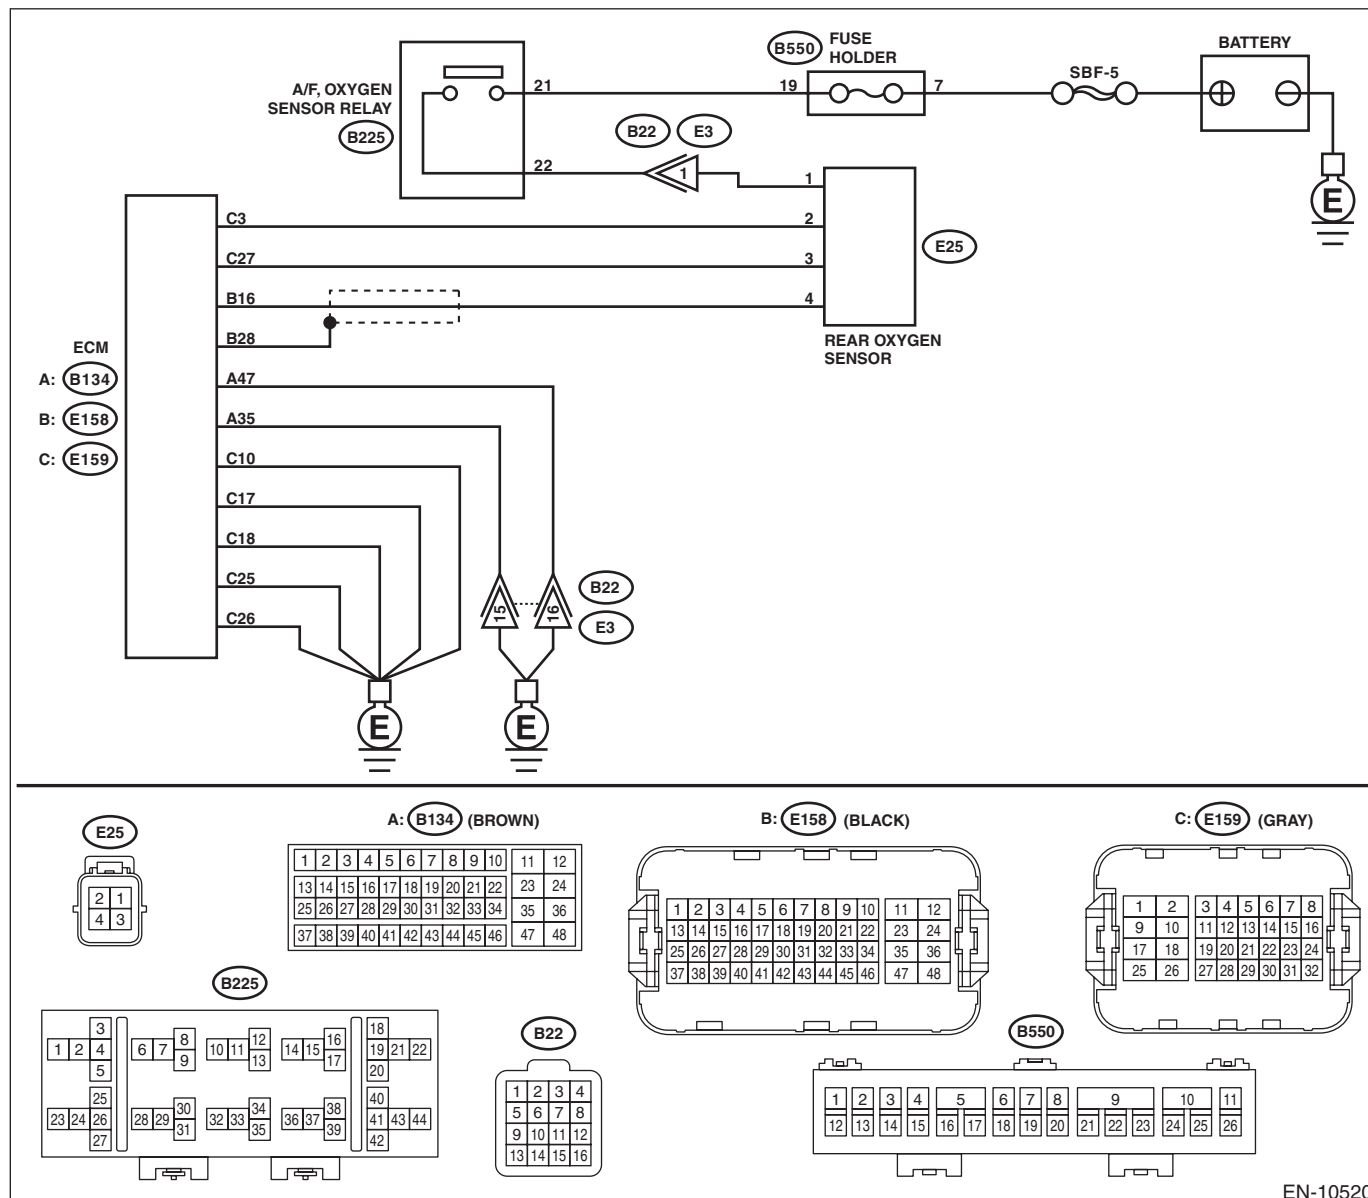 B550 FUSE
HOLDER
BATTERY
SBF-5
A/F, OXYGEN
SENSOR RELAY
B225
21
19
7
B22 E3
22
1
1
C3
2
C27
3
E25
B16
4
B28
REAR OXYGEN
SENSOR
E
ECM
A: B134
A47
B: E158
A35
C: E159
C10
C17
C18
C25
B22
15
16
C26
E3
E
E
E25
A: B134 (BROWN)
B: E158 (BLACK)
C: E159 (GRAY)
2 1
4 3
1 2 3 4 5 6 7 8 9 10 11 12
13 14 15 16 17 18 19 20 21 22 23 24
25 26 27 28 29 30 31 32 33 34 35 36
37 38 39 40 41 42 43 44 45 46 47 48
1 2 3 4 5 6 7 8 9 10 11 12
13 14 15 16 17 18 19 20 21 22 23 24
25 26 27 28 29 30 31 32 33 34 35 36
37 38 39 40 41 42 43 44 45 46 47 48
1 2 3 4 5 6 7 8
9 10 11 12 13 14 15 16
17 18 19 20 21 22 23 24
25 26 27 28 29 30 31 32
B225
3 8 12 16 18
1 2 4 6 7 9 10 11 13 14 15 17 19 21 22
5 20
25 30 34 38 40
23 24 26 28 29 31 32 33 35 36 37 39 41 43 44
27 42
B22
1 2 3 4
5 6 7 8
9 10 11 12
13 14 15 16
B550
1 2 3 4 5 6 7 8 9 10 11
12 13 14 15 16 17 18 19 20 21 22 23 24 25 26
EN-10520